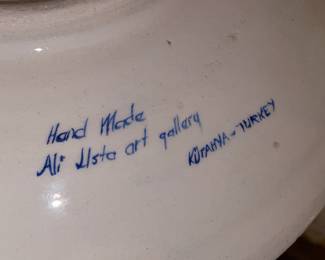 Hand Made
Ali Usta art gallery
KÜTAHYA - TURKEY